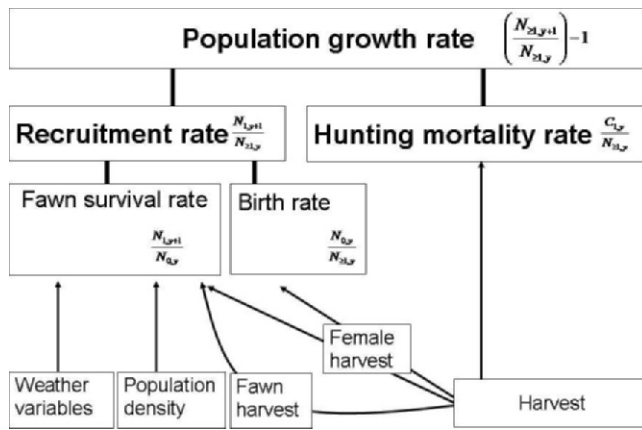 Population growth rate (N≥1,y+1 / N≥1,y) −1
Recruitment rate N1,y+1 / N≥1,y
Hunting mortality rate C1,y / N≥1,y
Fawn survival rate
N1,y+1 / N0,y
Birth rate
N0,y / N≥1,y
Female
harvest
Weather
variables
Population
density
Fawn
harvest
Harvest